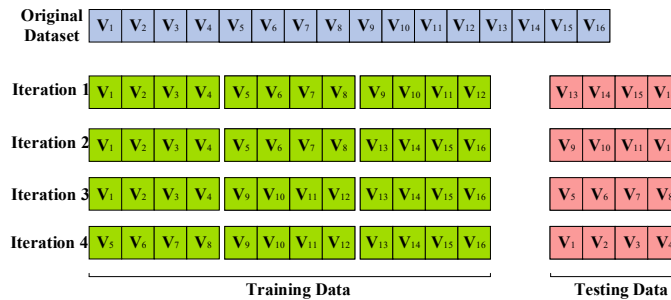 Original Dataset V1 V2 V3 V4 V5 V6 V7 V8 V9 V10 V11 V12 V13 V14 V15 V16
Iteration 1 V1 V2 V3 V4 V5 V6 V7 V8 V9 V10 V11 V12 V13 V14 V15
Iteration 2 V1 V2 V3 V4 V5 V6 V7 V8 V13 V14 V15 V16 V9 V10 V11
Iteration 3 V1 V2 V3 V4 V9 V10 V11 V12 V13 V14 V15 V16 V5 V6 V7 V8
Iteration 4 V5 V6 V7 V8 V9 V10 V11 V12 V13 V14 V15 V16 V1 V2 V3 V4
Training Data Testing Data